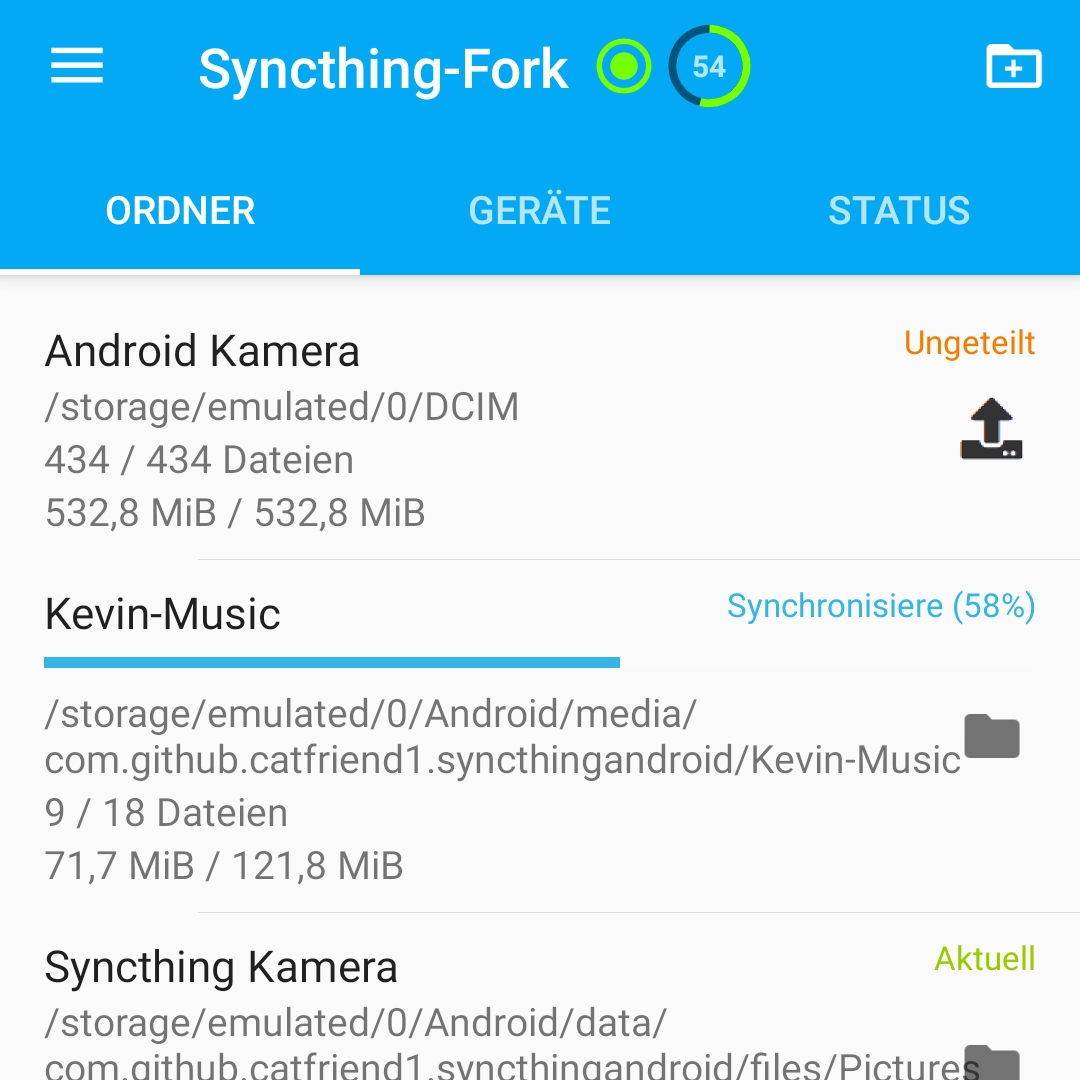 Syncthing-Fork 54
ORDNER GERÄTE STATUS
Android Kamera Ungeteilt
/storage/emulated/0/DCIM
434 / 434 Dateien
532,8 MiB / 532,8 MiB
Kevin-Music Synchronisiere (58%)
/storage/emulated/0/Android/media/
com.github.catfriend1.syncthingandroid/Kevin-Music
9 / 18 Dateien
71,7 MiB / 121,8 MiB
Syncthing Kamera Aktuell
/storage/emulated/0/Android/data/
com.github.catfriend1.syncthingandroid/files/Pictures